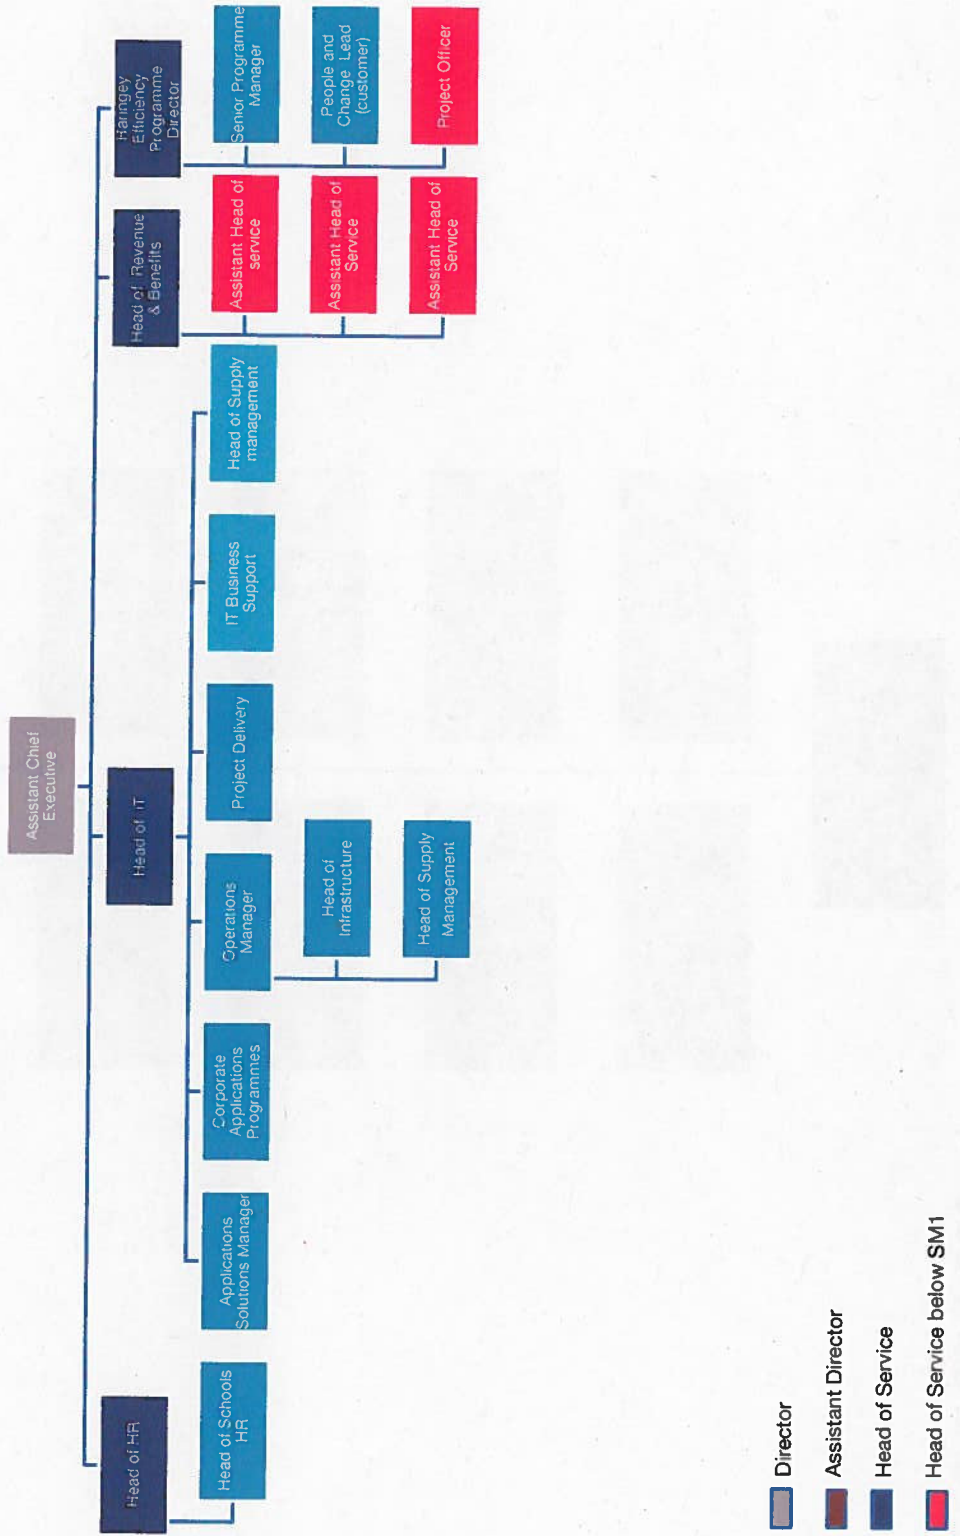 Assistant Chief
Executive
Head of HR
Head of IT
Head of Revenue
& Benefits
Haringey
Efficiency
Programme
Director
Head of Schools
HR
Applications
Solutions Manager
Corporate
Applications
Programmes
Operations
Manager
Project Delivery
IT Business
Support
Head of Supply
management
Assistant Head of
service
Senior Programme
Manager
Head of
Infrastructure
Assistant Head of
Service
People and
Change Lead
(customer)
Head of Supply
Management
Assistant Head of
Service
Project Officer
Director
Assistant Director
Head of Service
Head of Service below SM1